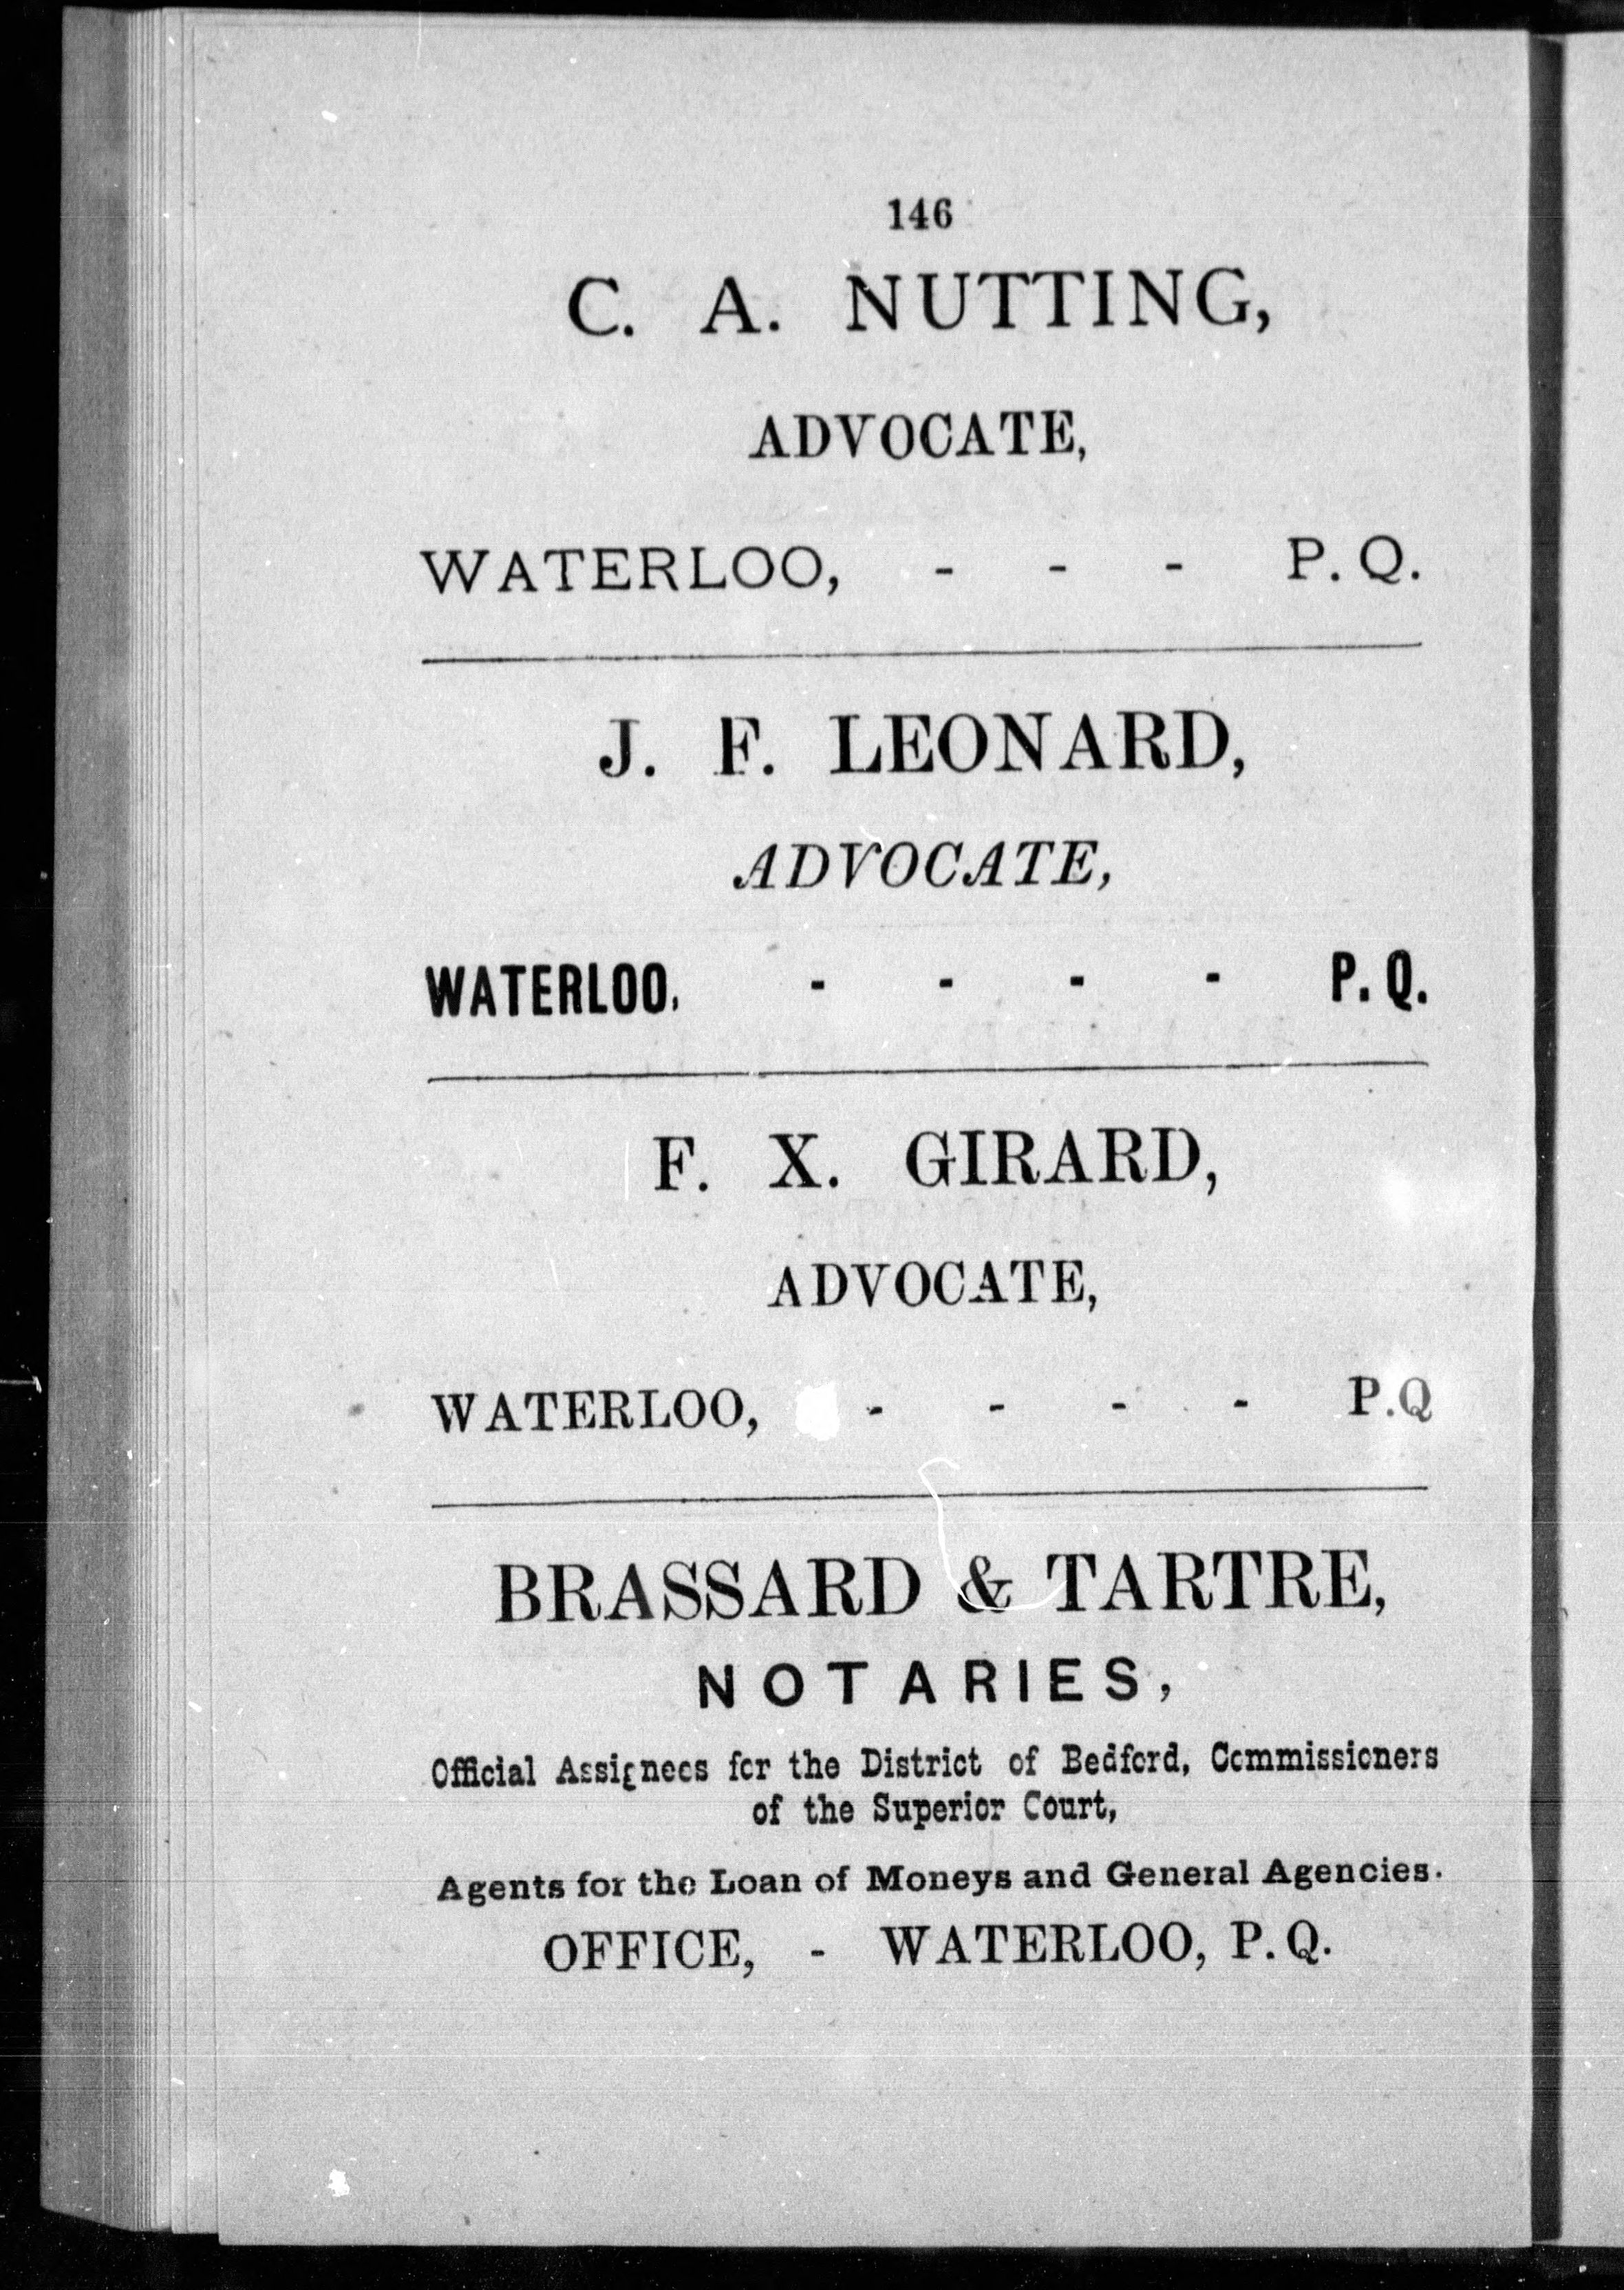 146
C. A. NUTTING,
ADVOCATE,
WATERLOO, - - - P. Q.
J. F. LEONARD,
ADVOCATE,
WATERLOO, - - - - P. Q.
F. X. GIRARD,
ADVOCATE,
WATERLOO, - - - - P.Q
BRASSARD & TARTRE,
NOTARIES,
Official Assignees for the District of Bedford, Commissioners
of the Superior Court,
Agents for the Loan of Moneys and General Agencies.
OFFICE, - WATERLOO, P. Q.